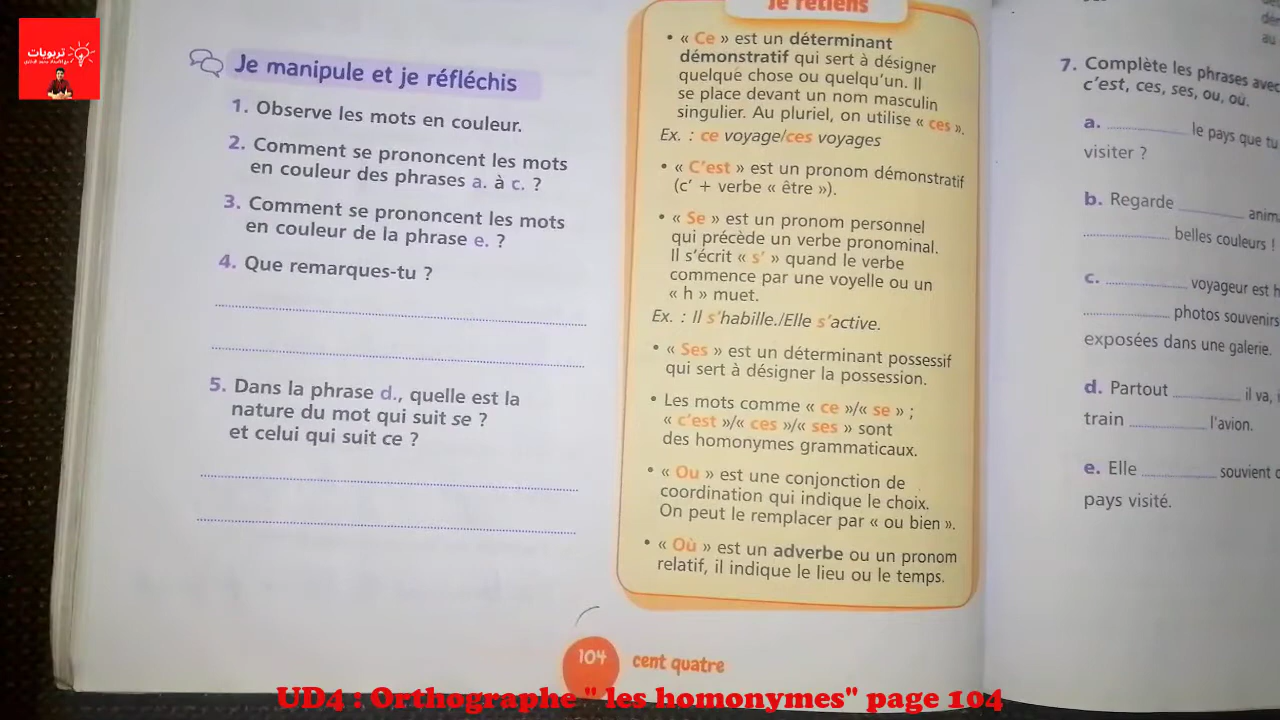 تربويات
Je manipule et je réfléchis
1. Observe les mots en couleur.
2. Comment se prononcent les mots
en couleur des phrases a. à c. ?
3. Comment se prononcent les mots
en couleur de la phrase e. ?
4. Que remarques-tu ?
5. Dans la phrase d., quelle est la
nature du mot qui suit se ?
et celui qui suit ce ?
Je retiens
• « Ce » est un déterminant
démonstratif qui sert à désigner
quelque chose ou quelqu'un. Il
se place devant un nom masculin
singulier. Au pluriel, on utilise « ces ».
Ex. : ce voyage/ces voyages
• « C'est » est un pronom démonstratif
(c' + verbe « être »).
• « Se » est un pronom personnel
qui précède un verbe pronominal.
Il s'écrit « s' » quand le verbe
commence par une voyelle ou un
« h » muet.
Ex. : Il s'habille./Elle s'active.
• « Ses » est un déterminant possessif
qui sert à désigner la possession.
• Les mots comme « ce »/« se » ;
« c'est »/« ces »/« ses » sont
des homonymes grammaticaux.
• « Ou » est une conjonction de
coordination qui indique le choix.
On peut le remplacer par « ou bien ».
• « Où » est un adverbe ou un pronom
relatif, il indique le lieu ou le temps.
104 cent quatre
au
7. Complète les phrases avec
c'est, ces, ses, ou, où.
a. le pays que tu
visiter ?
b. Regarde anim
belles couleurs !
c. voyageur est h
photos souvenirs
exposées dans une galerie.
d. Partout il va,
train l'avion.
e. Elle souvient
pays visité.
UD4 : Orthographe " les homonymes" page 104